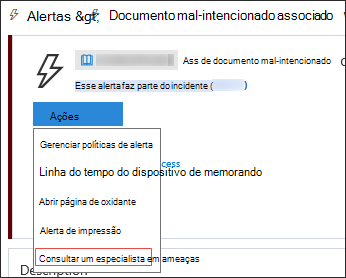 Alertas &gt; Documento mal-intencionado associado
Ass de documento mal-intencionado
Esse alerta faz parte do incidente (
Ações
Gerenciar políticas de alerta
cess
Linha do tempo do dispositivo de memorando
Abrir página de oxidante
Alerta de impressão
Consultar um especialista em ameaças
Description